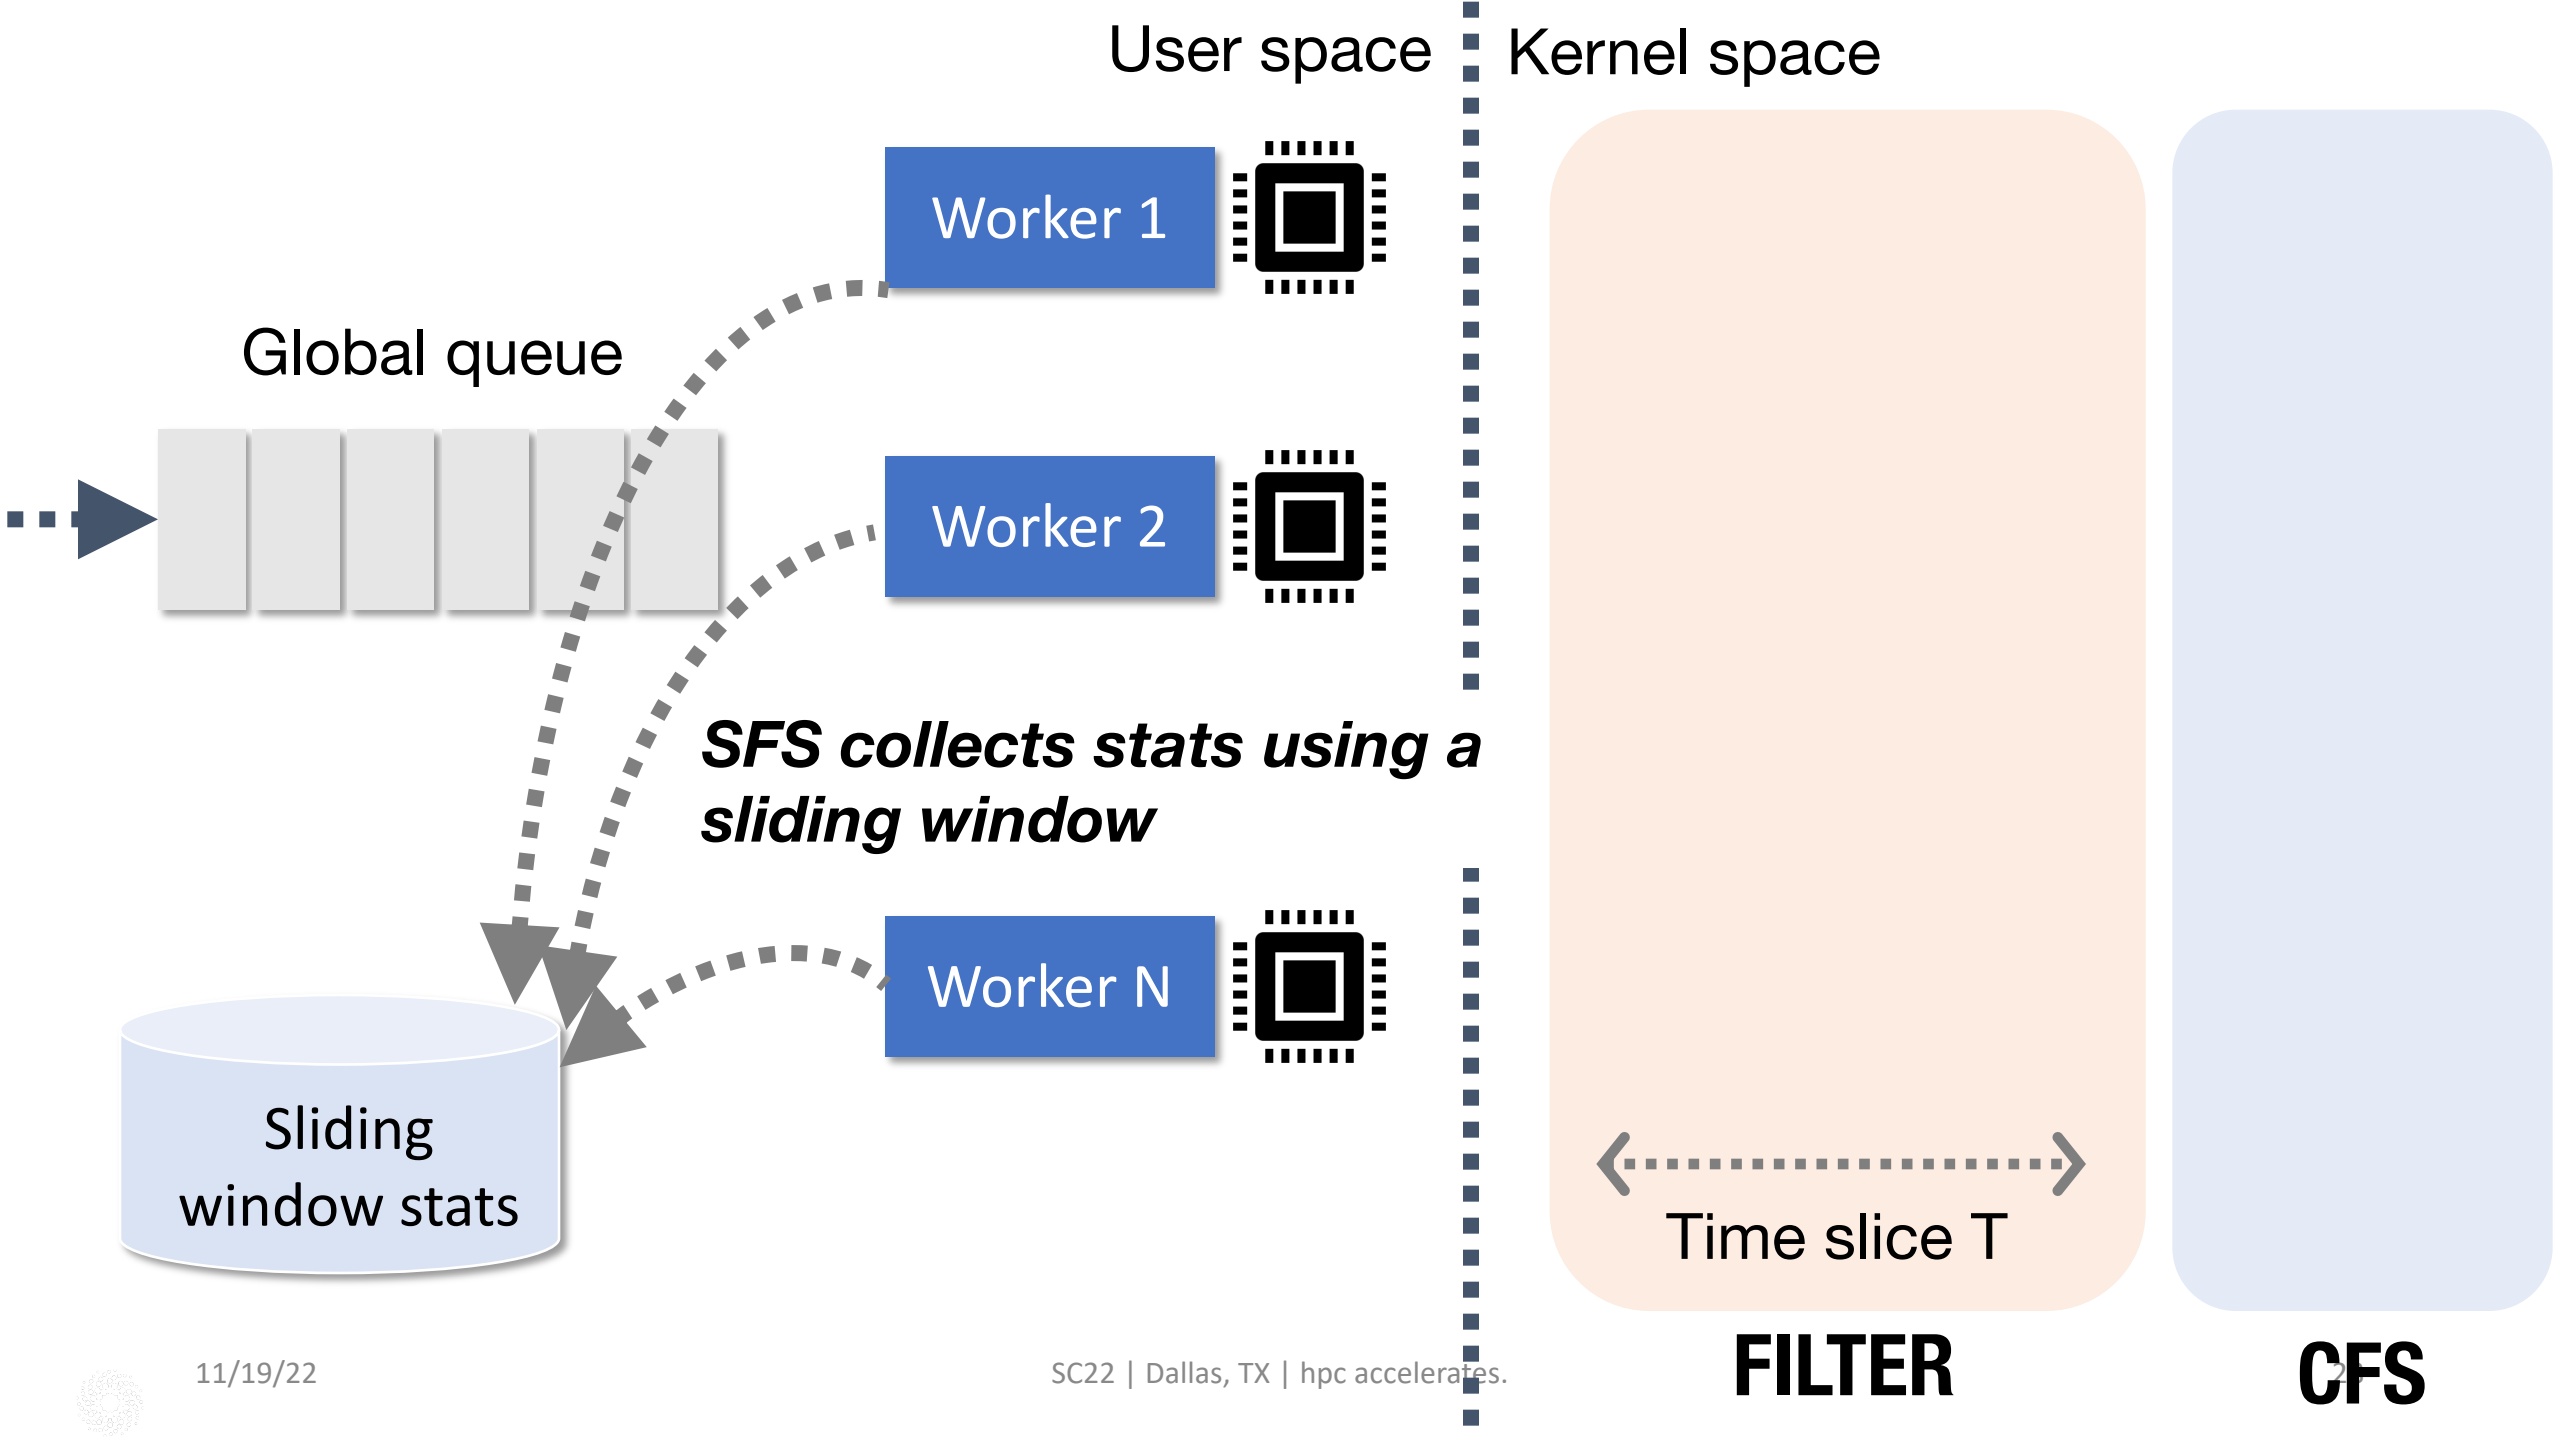 User space
Kernel space
Worker 1
Global queue
Worker 2
SFS collects stats using a
sliding window
Worker N
Sliding
window stats
Time slice T
FILTER
CFS
11/19/22
SC22 | Dallas, TX | hpc accelerates.